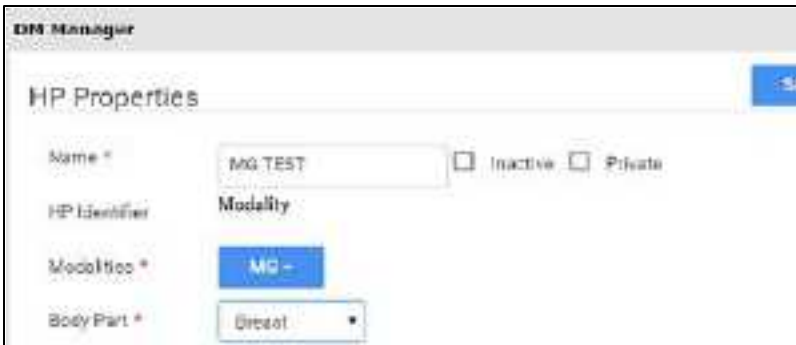 DM Manager
HP Properties
Name * MG TEST Inactive Private
HP Identifier Modality
Modalities * MG
Body Part * Breast